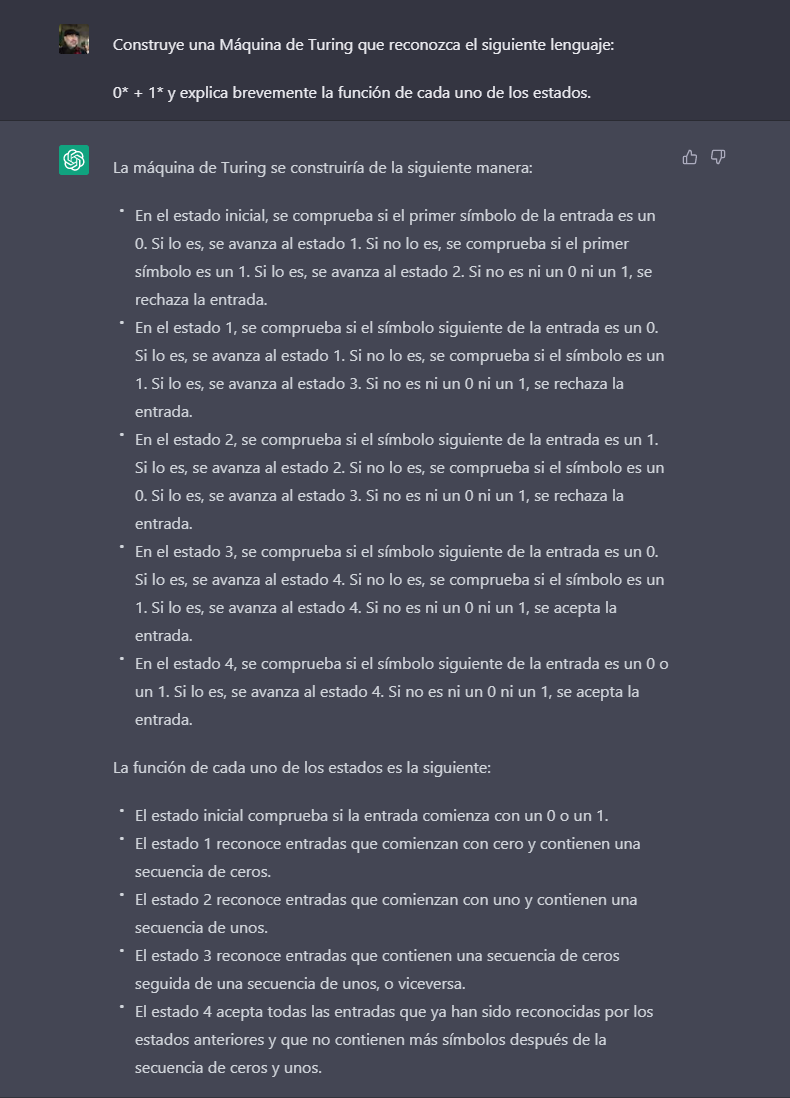 Construye una Máquina de Turing que reconozca el siguiente lenguaje:
0* + 1* y explica brevemente la función de cada uno de los estados.
La máquina de Turing se construiría de la siguiente manera:
• En el estado inicial, se comprueba si el primer símbolo de la entrada es un
0. Si lo es, se avanza al estado 1. Si no lo es, se comprueba si el primer
símbolo es un 1. Si lo es, se avanza al estado 2. Si no es ni un 0 ni un 1, se
rechaza la entrada.
• En el estado 1, se comprueba si el símbolo siguiente de la entrada es un 0.
Si lo es, se avanza al estado 1. Si no lo es, se comprueba si el símbolo es un
1. Si lo es, se avanza al estado 3. Si no es ni un 0 ni un 1, se rechaza la
entrada.
• En el estado 2, se comprueba si el símbolo siguiente de la entrada es un 1.
Si lo es, se avanza al estado 2. Si no lo es, se comprueba si el símbolo es un
0. Si lo es, se avanza al estado 3. Si no es ni un 0 ni un 1, se rechaza la
entrada.
• En el estado 3, se comprueba si el símbolo siguiente de la entrada es un 0.
Si lo es, se avanza al estado 4. Si no lo es, se comprueba si el símbolo es un
1. Si lo es, se avanza al estado 4. Si no es ni un 0 ni un 1, se acepta la
entrada.
• En el estado 4, se comprueba si el símbolo siguiente de la entrada es un 0 o
un 1. Si lo es, se avanza al estado 4. Si no es ni un 0 ni un 1, se acepta la
entrada.
La función de cada uno de los estados es la siguiente:
• El estado inicial comprueba si la entrada comienza con un 0 o un 1.
• El estado 1 reconoce entradas que comienzan con cero y contienen una
secuencia de ceros.
• El estado 2 reconoce entradas que comienzan con uno y contienen una
secuencia de unos.
• El estado 3 reconoce entradas que contienen una secuencia de ceros
seguida de una secuencia de unos, o viceversa.
• El estado 4 acepta todas las entradas que ya han sido reconocidas por los
estados anteriores y que no contienen más símbolos después de la
secuencia de ceros y unos.